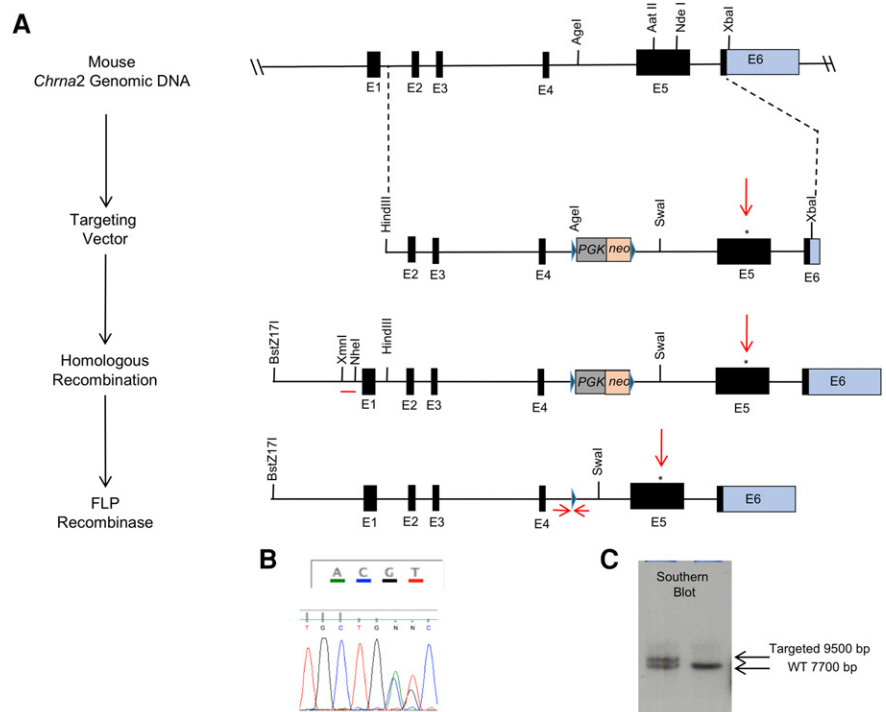 A
Mouse
Chrna2 Genomic DNA
AgeI
Aat II
Nde I
XbaI
E1
E2
E3
E4
E5
E6
Targeting
Vector
HindIII
AgeI
SwaI
XbaI
PGK
neo
*
E2
E3
E4
E5
E6
Homologous
Recombination
BstZ17I
XmnI
NheI
HindIII
SwaI
PGK
neo
*
E1
E2
E3
E4
E5
E6
FLP
Recombinase
BstZ17I
SwaI
*
E1
E2
E3
E4
E5
E6
B
A C G T
T G C T G N N C
C
Southern
Blot
Targeted 9500 bp
WT 7700 bp